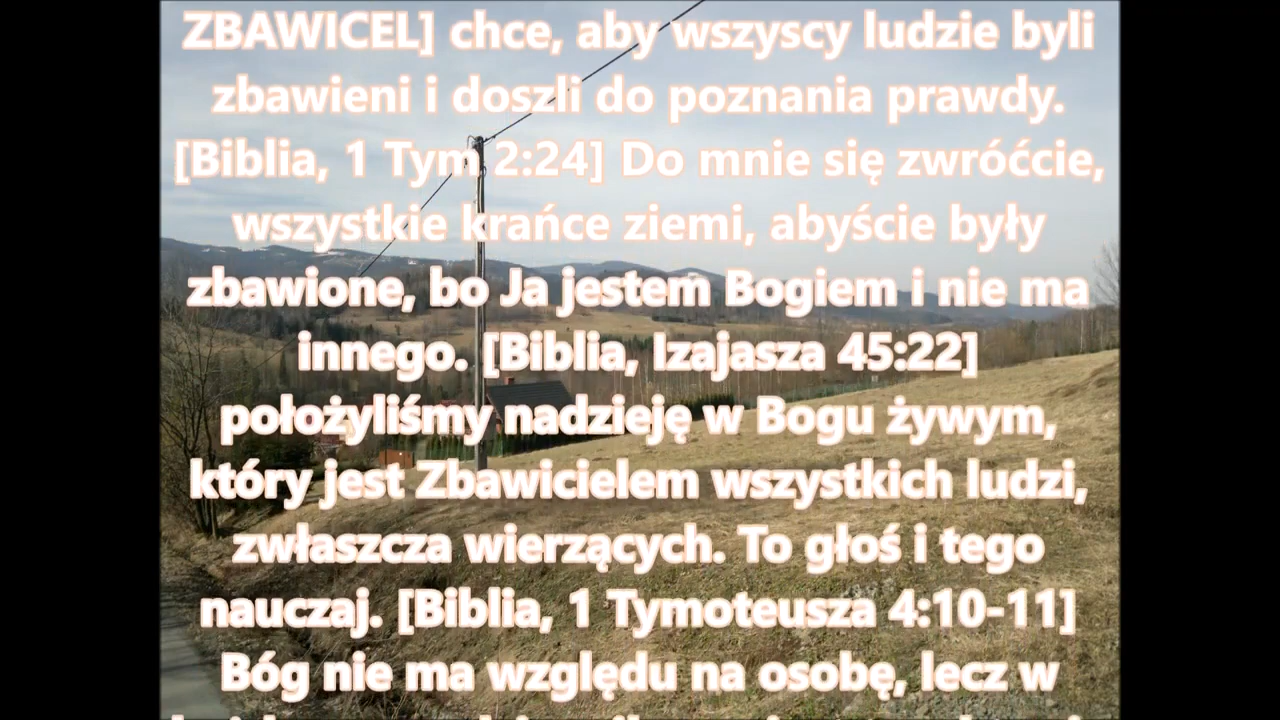 ZBAWICEL] chce, aby wszyscy ludzie byli
zbawieni i doszli do poznania prawdy.
[Biblia, 1 Tym 2:24] Do mnie się zwróćcie,
wszystkie krańce ziemi, abyście były
zbawione, bo Ja jestem Bogiem i nie ma
innego. [Biblia, Izajasza 45:22]
położyliśmy nadzieję w Bogu żywym,
który jest Zbawicielem wszystkich ludzi,
zwłaszcza wierzących. To głoś i tego
nauczaj. [Biblia, 1 Tymoteusza 4:10-11]
Bóg nie ma względu na osobę, lecz w